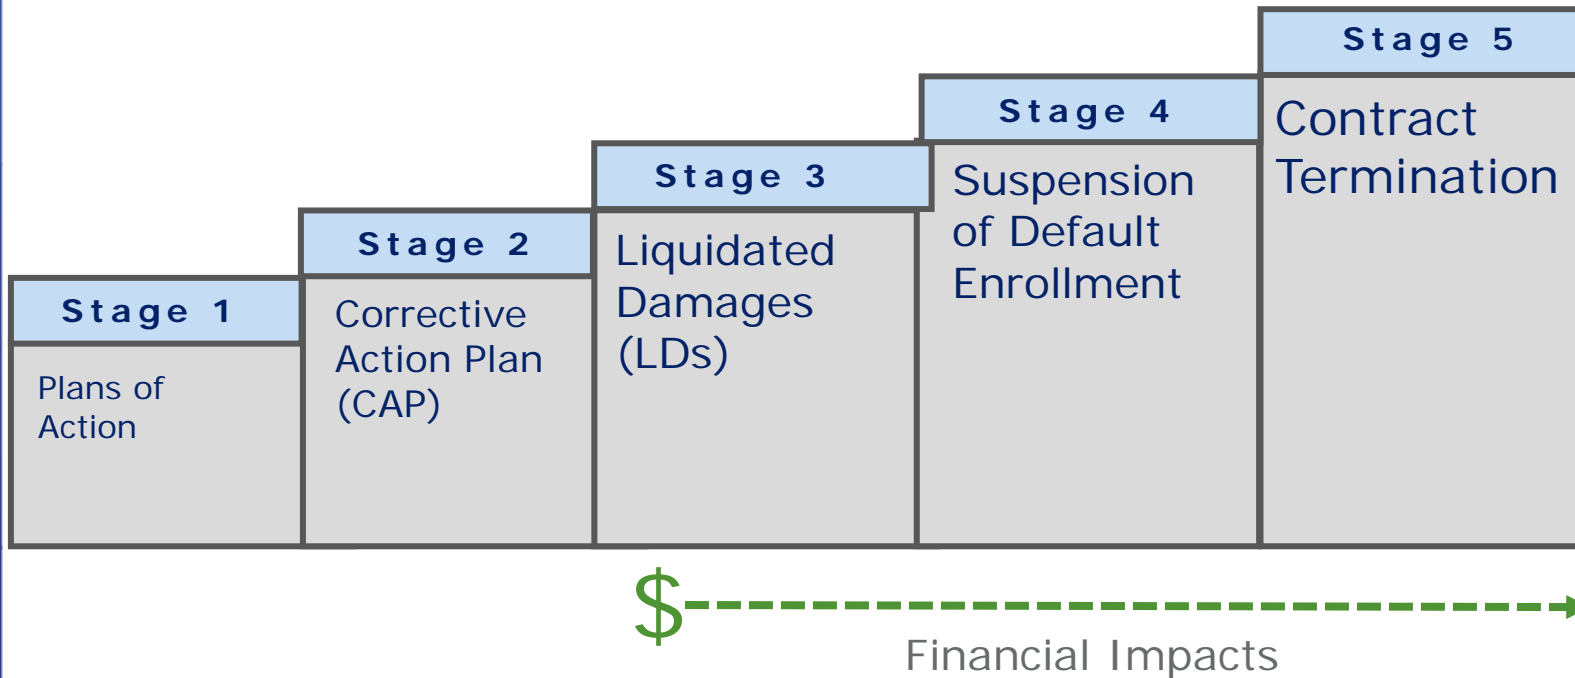 Stage 1
Plans of
Action
Stage 2
Corrective
Action Plan
(CAP)
Stage 3
Liquidated
Damages
(LDs)
Stage 4
Suspension
of Default
Enrollment
Stage 5
Contract
Termination
$
Financial Impacts